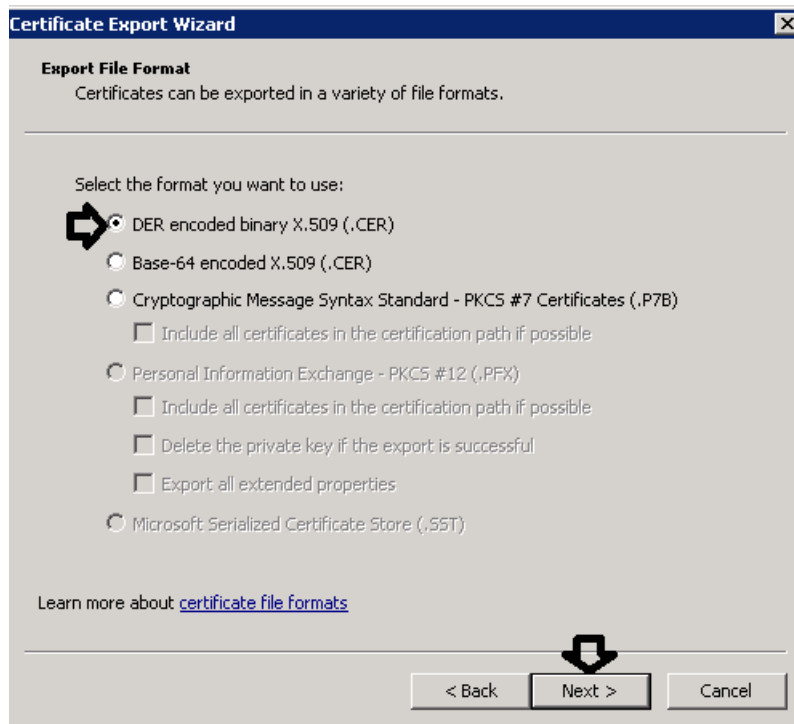 Certificate Export Wizard
Export File Format
Certificates can be exported in a variety of file formats.
Select the format you want to use:
DER encoded binary X.509 (.CER)
Base-64 encoded X.509 (.CER)
Cryptographic Message Syntax Standard - PKCS #7 Certificates (.P7B)
Include all certificates in the certification path if possible
Personal Information Exchange - PKCS #12 (.PFX)
Include all certificates in the certification path if possible
Delete the private key if the export is successful
Export all extended properties
Microsoft Serialized Certificate Store (.SST)
Learn more about certificate file formats
< Back Next > Cancel